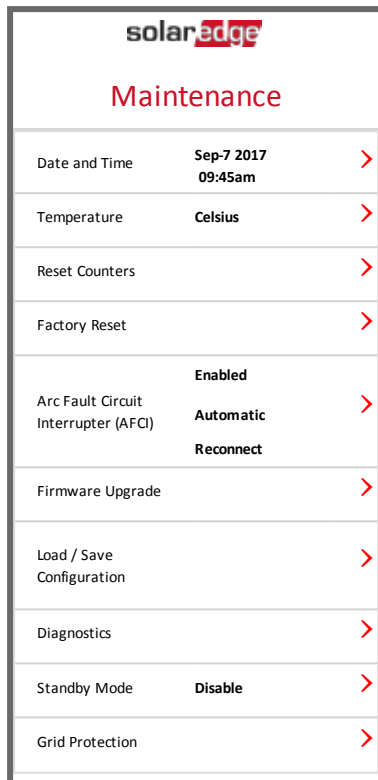 solaredge
Maintenance
Date and Time
Sep-7 2017
09:45am
Temperature
Celsius
Reset Counters
Factory Reset
Arc Fault Circuit
Interrupter (AFCI)
Enabled
Automatic
Reconnect
Firmware Upgrade
Load / Save
Configuration
Diagnostics
Standby Mode
Disable
Grid Protection